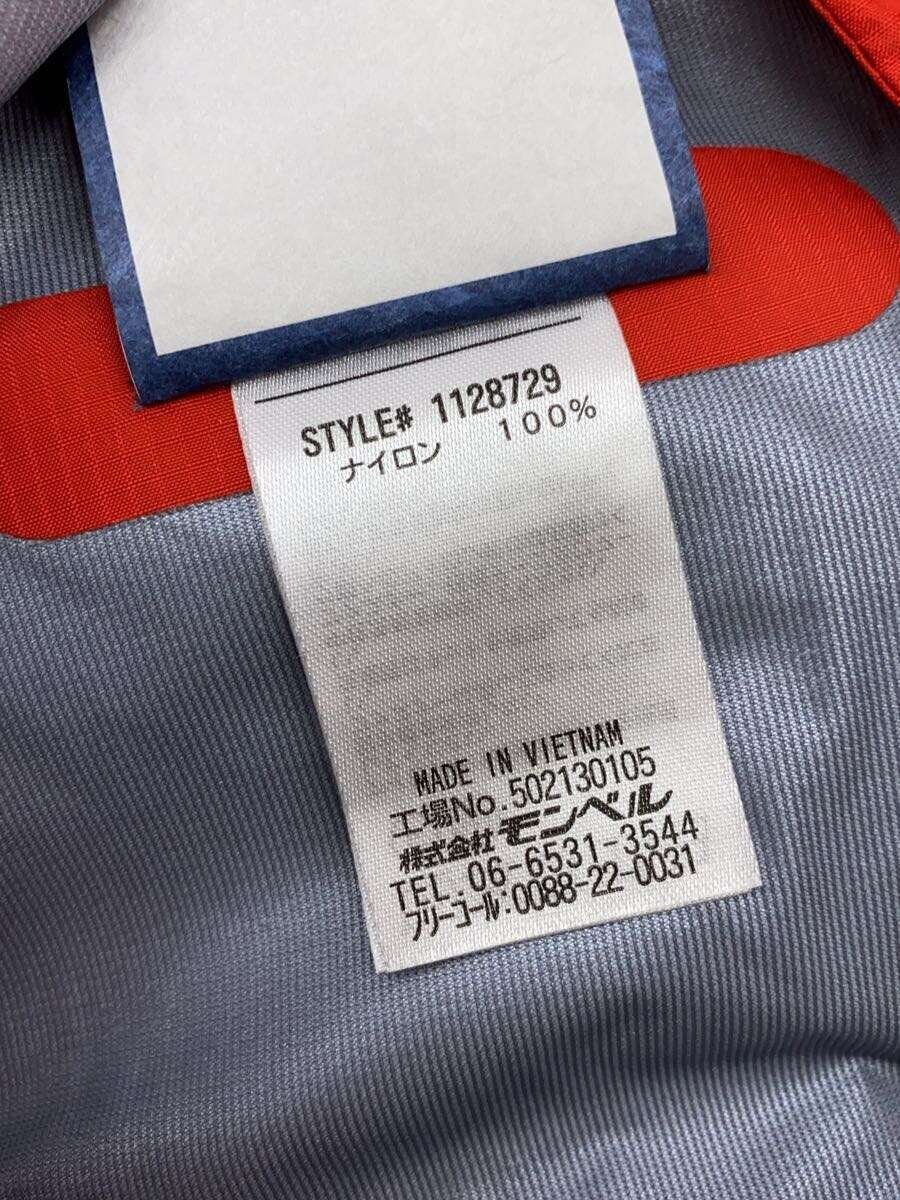 STYLE# 1128729
ナイロン 100%
MADE IN VIETNAM
工場No.502130105
株式会社 モンベル
TEL.06-6531-3544
フリーコール:0088-22-0031